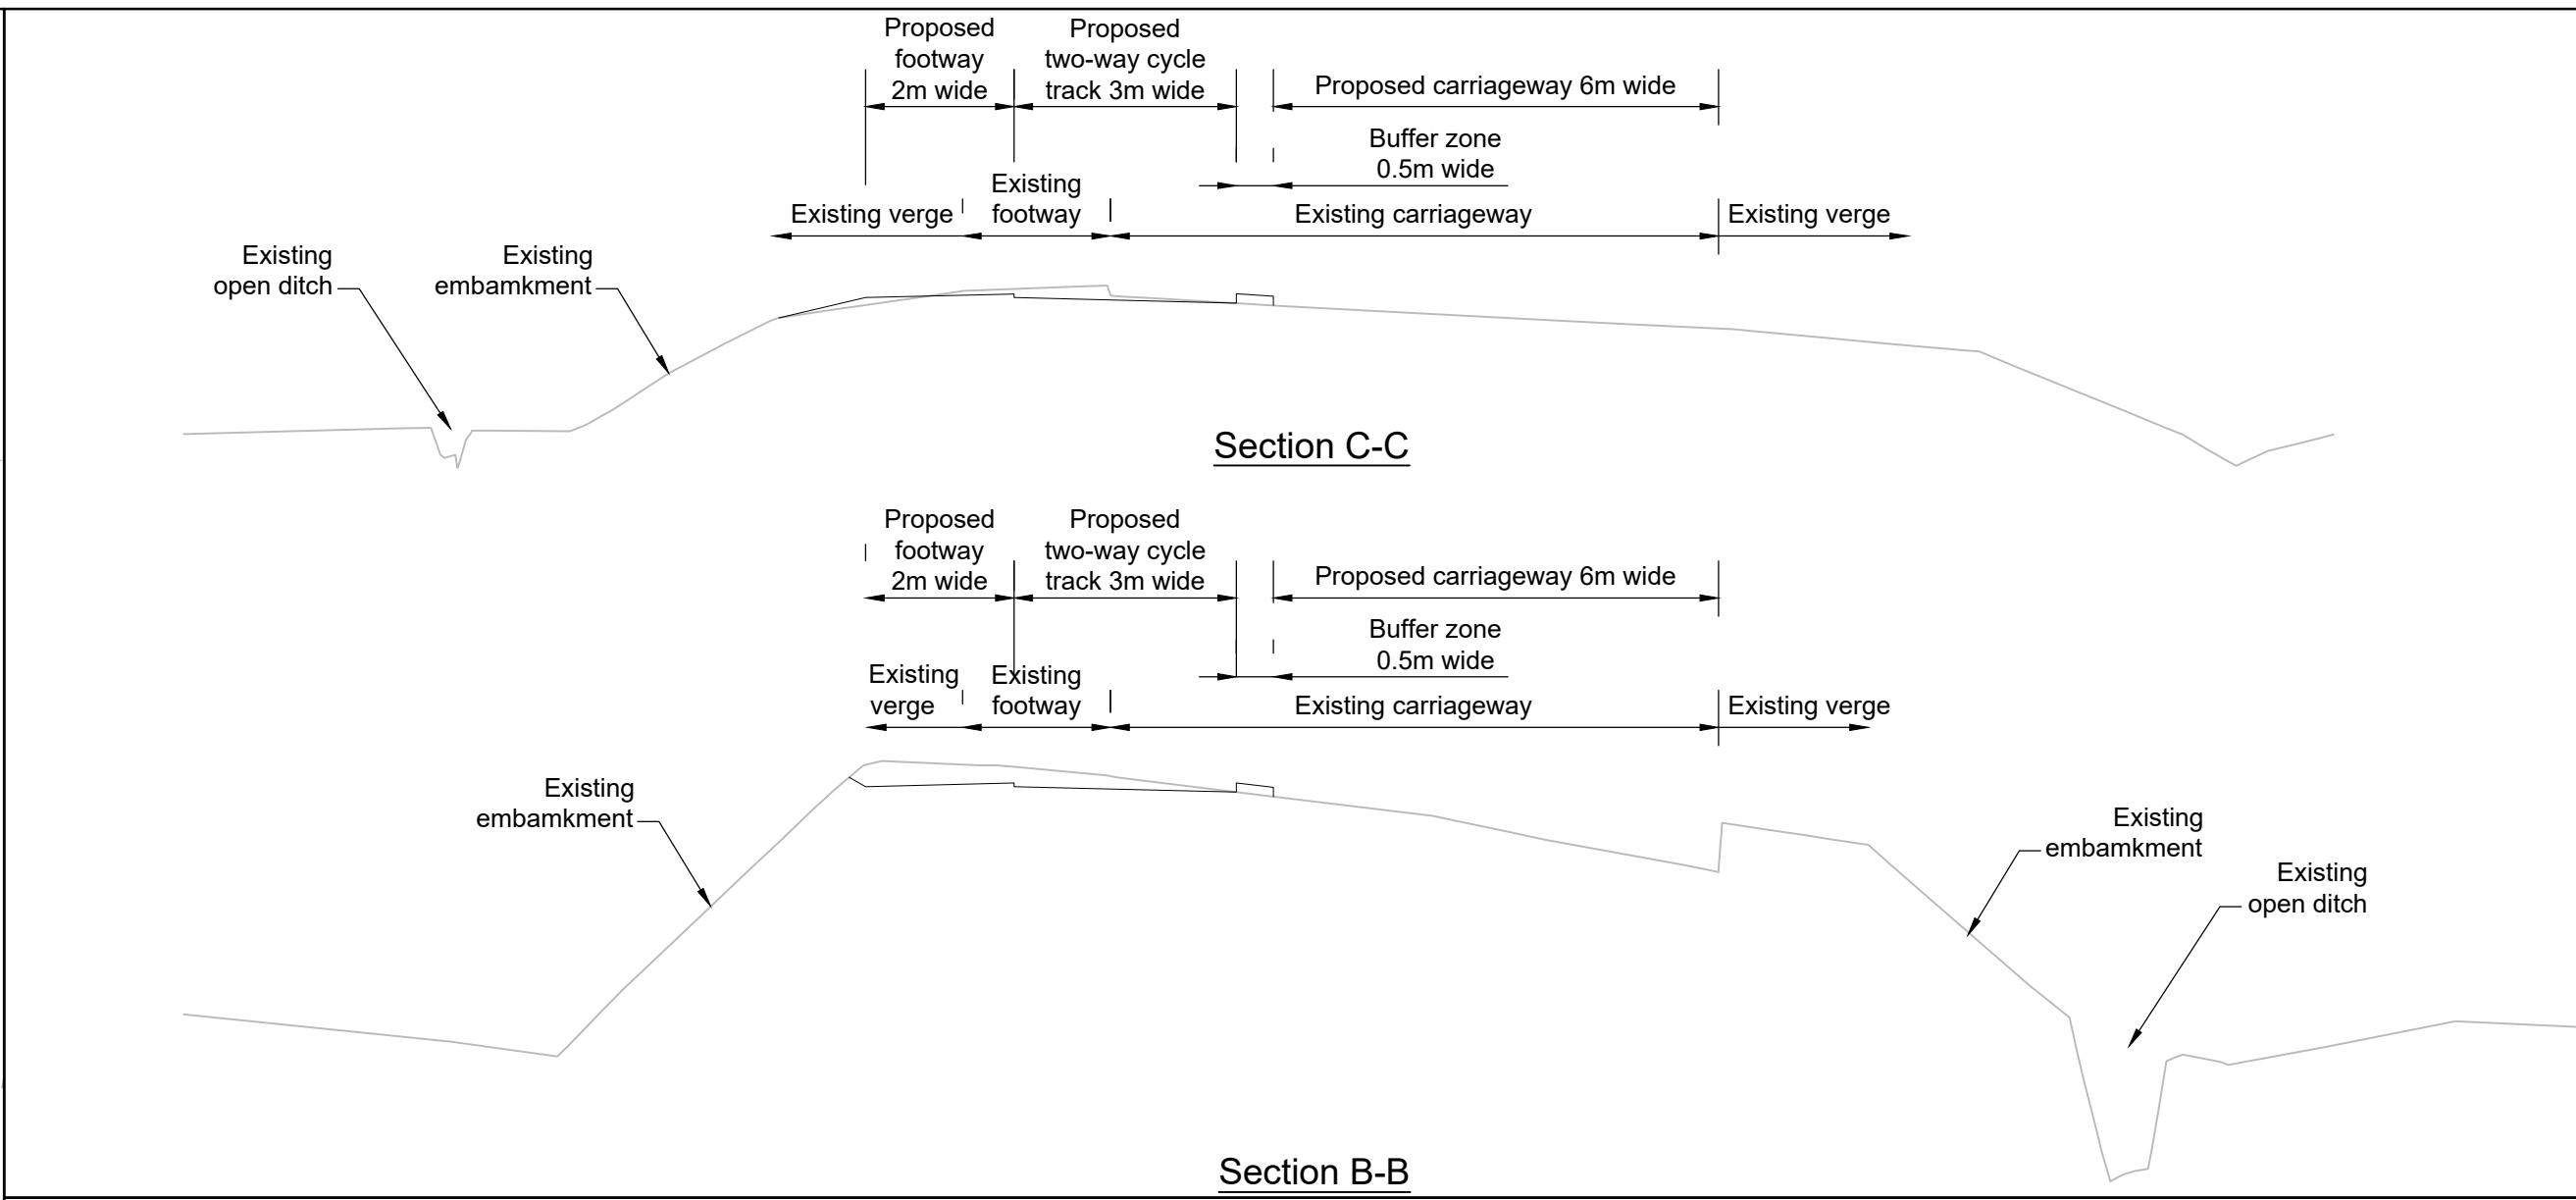 Proposed
footway
2m wide
Proposed
two-way cycle
track 3m wide
Proposed carriageway 6m wide
Buffer zone
0.5m wide
Existing verge
Existing
footway
Existing carriageway
Existing verge
Existing
open ditch
Existing
embamkment
Section C-C
Proposed
footway
2m wide
Proposed
two-way cycle
track 3m wide
Proposed carriageway 6m wide
Buffer zone
0.5m wide
Existing
verge
Existing
footway
Existing carriageway
Existing verge
Existing
embamkment
Existing
embamkment
Existing
open ditch
Section B-B